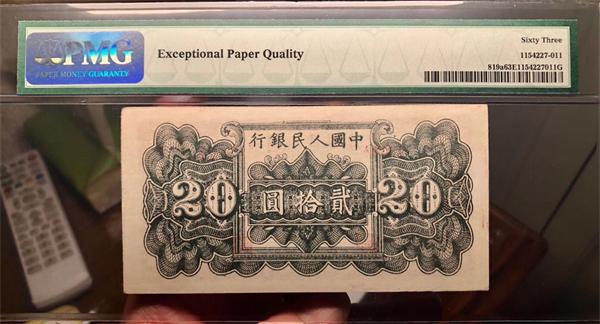 PMG
PAPER MONEY GUARANTY
Exceptional Paper Quality
Sixty Three
1154227-011
819a63E1154227011G
行銀民人國中
20 圓拾貳 20